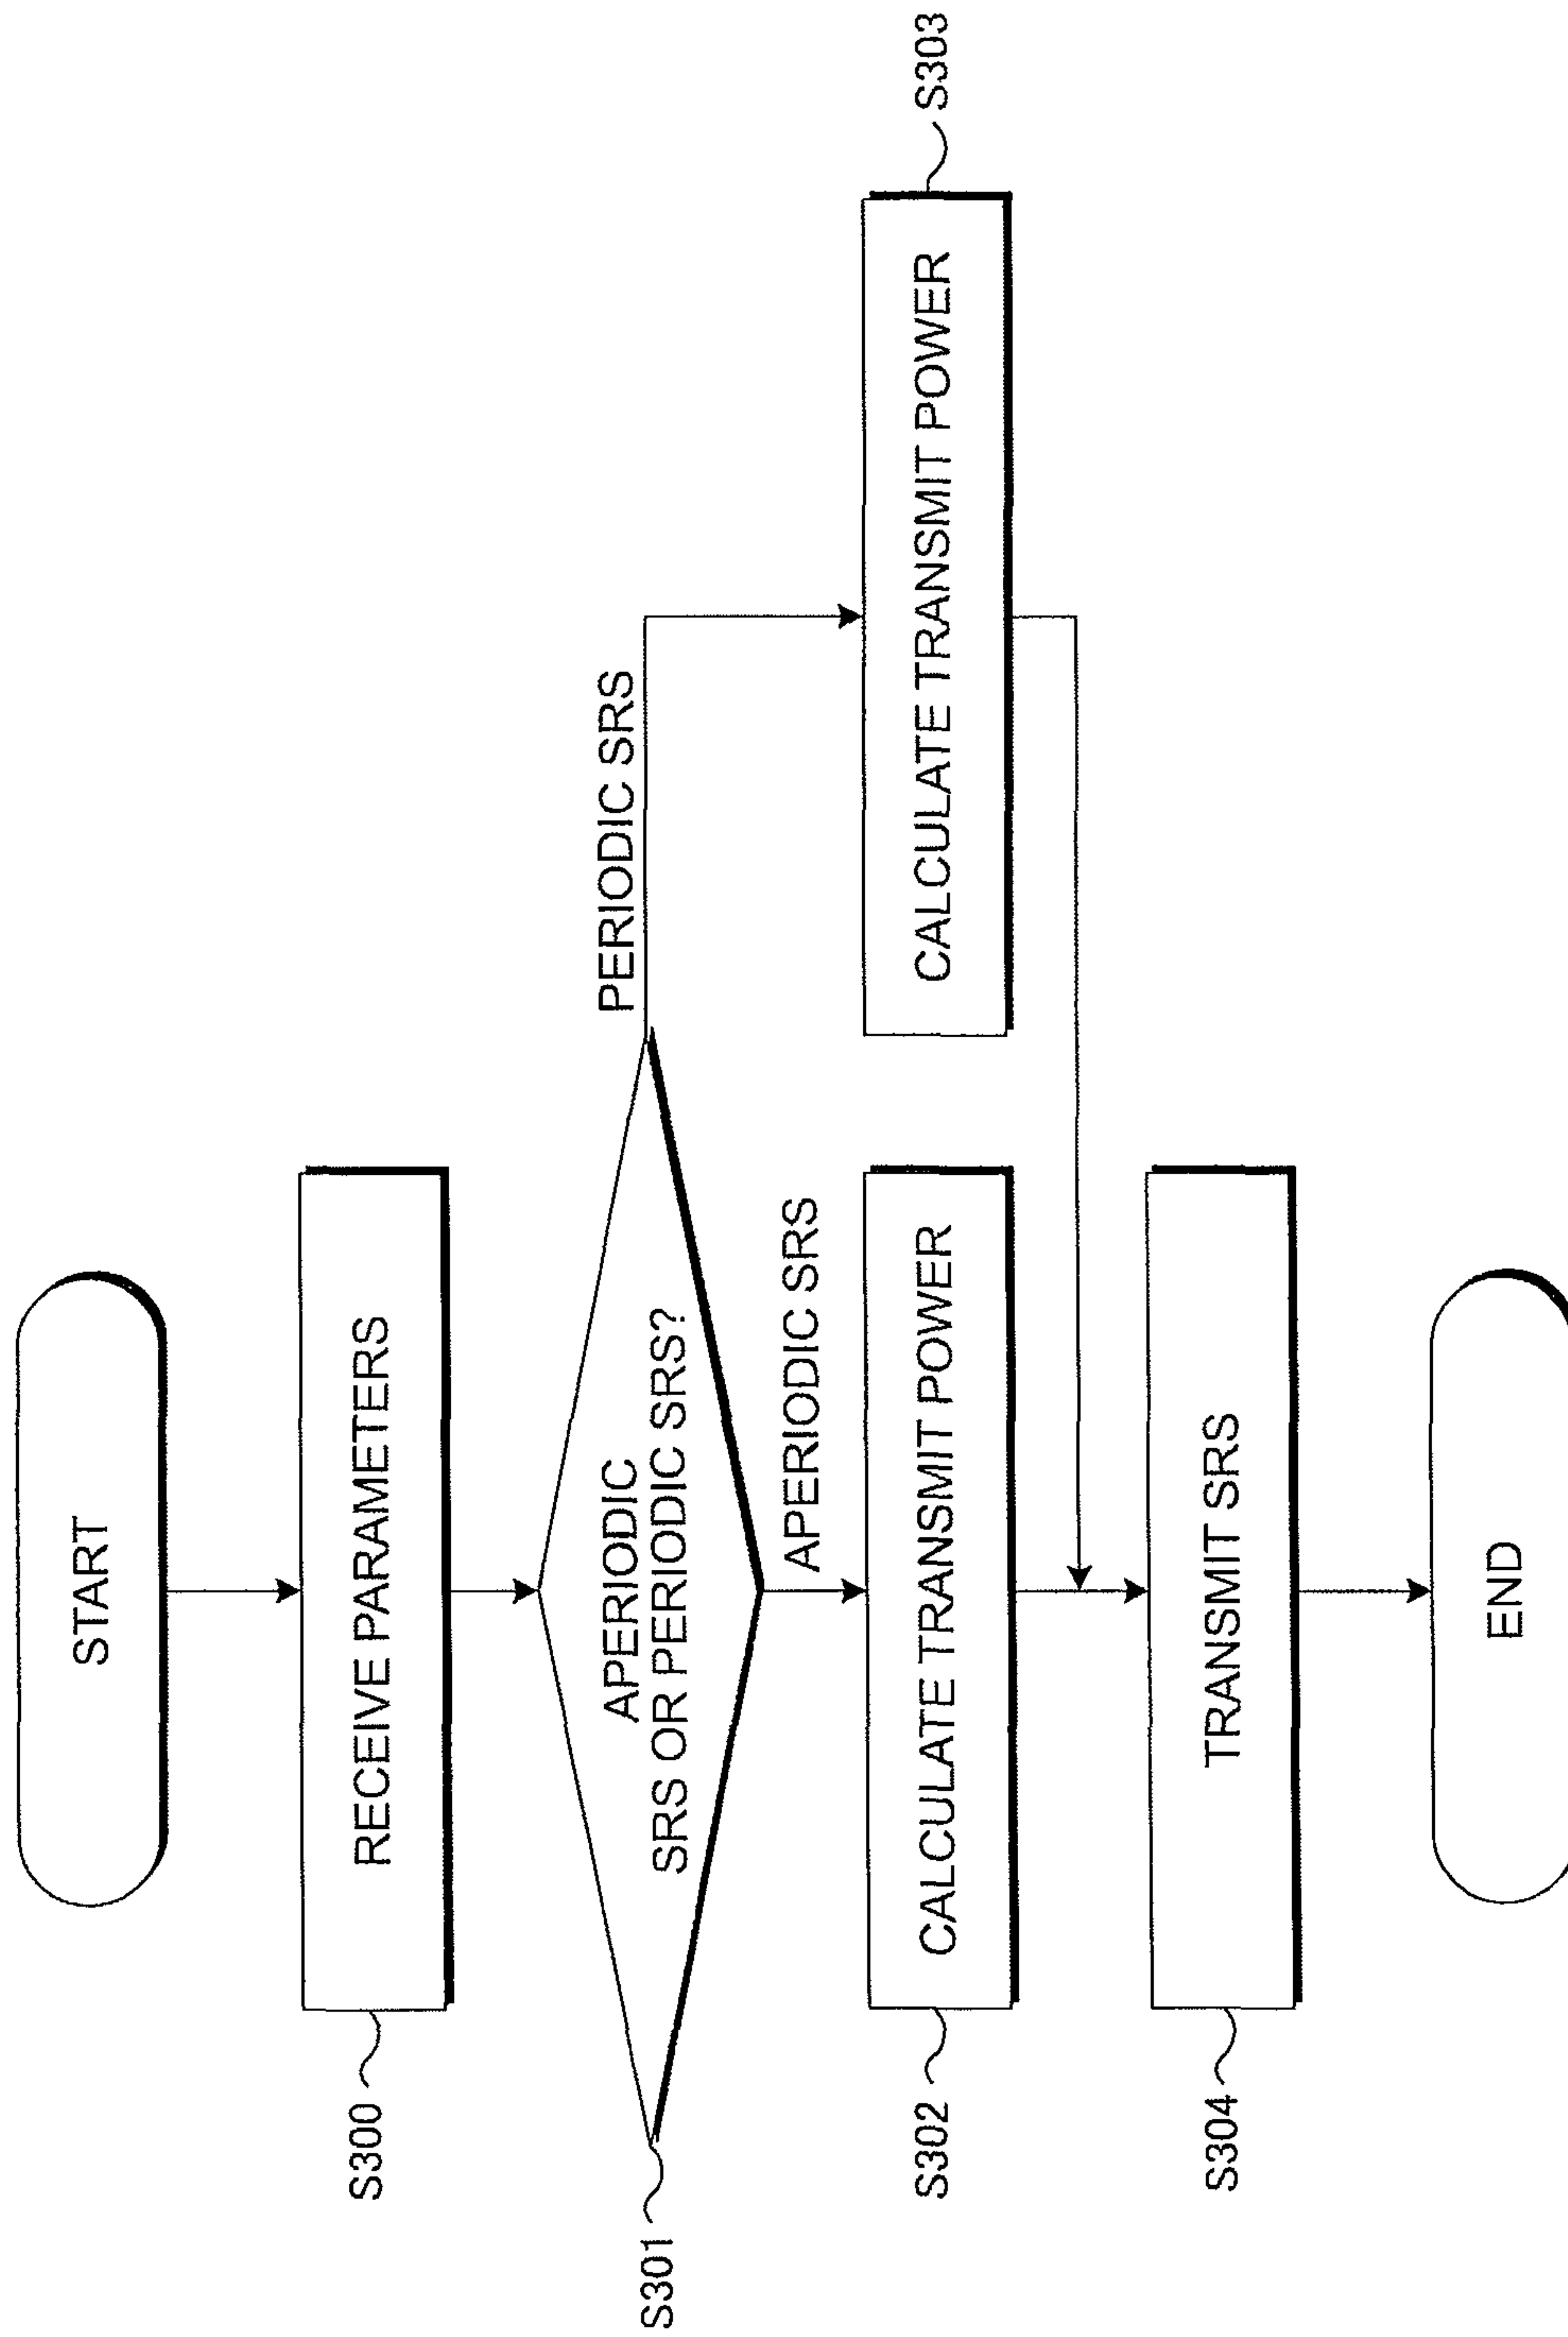 START
S300
RECEIVE PARAMETERS
S301
APERIODIC
SRS OR PERIODIC SRS?
PERIODIC SRS
APERIODIC SRS
S302
CALCULATE TRANSMIT POWER
CALCULATE TRANSMIT POWER
S303
S304
TRANSMIT SRS
END